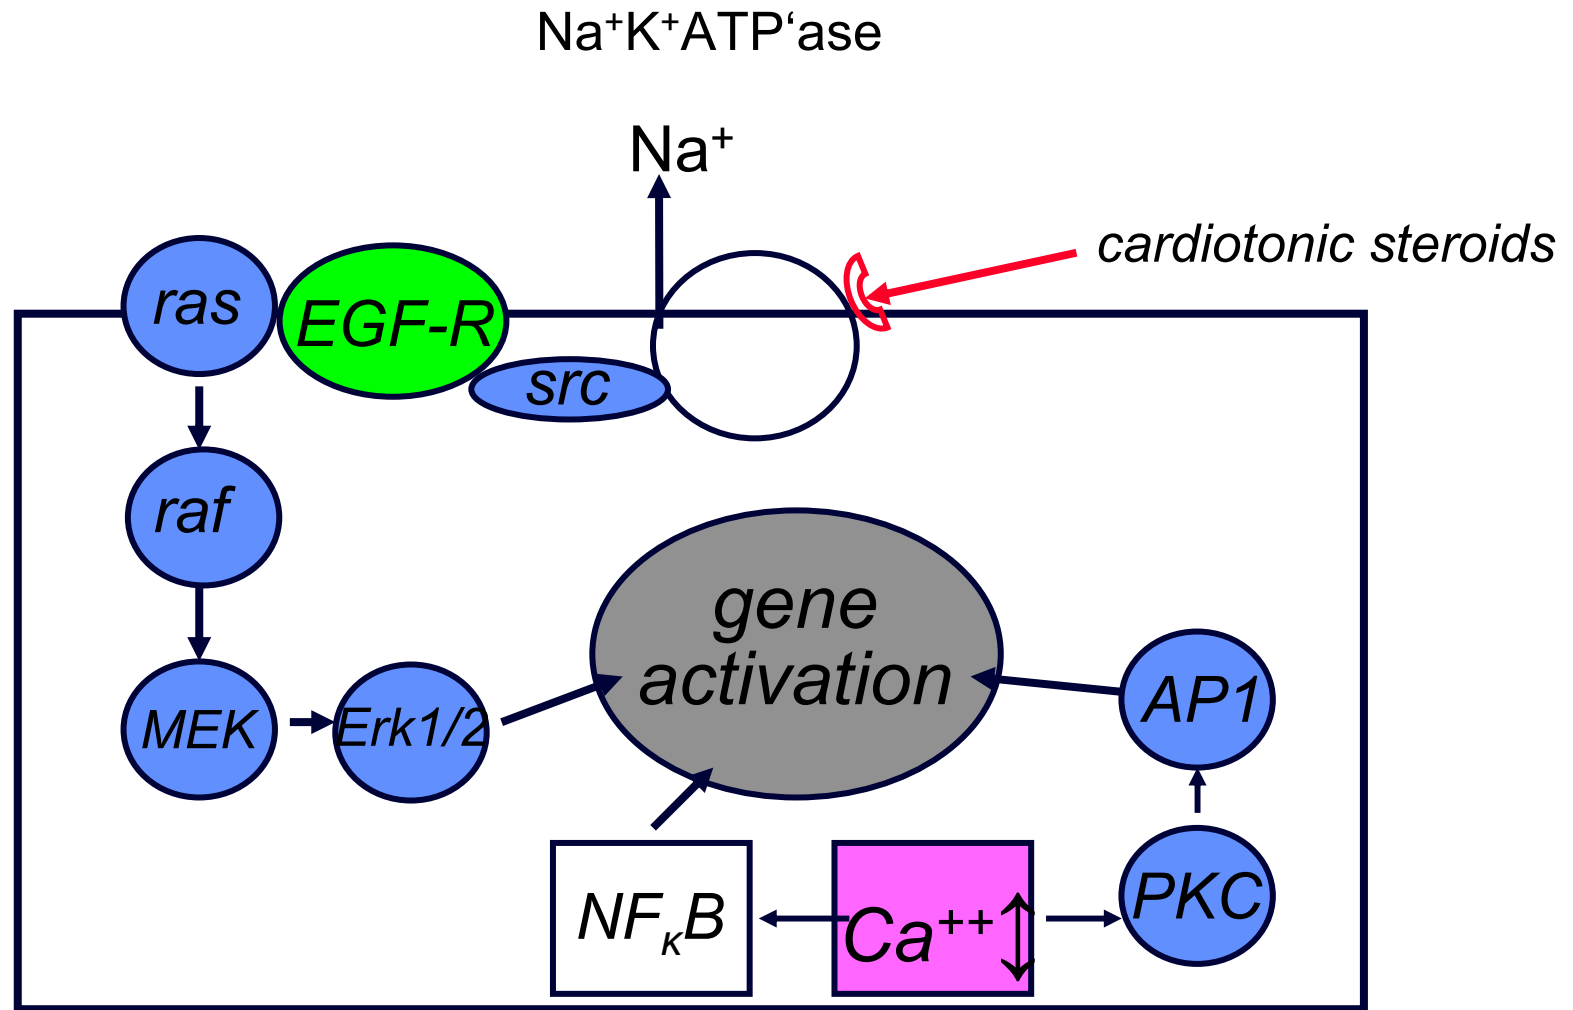 Na⁺K⁺ATP‘ase
Na⁺
cardiotonic steroids
ras
EGF-R
src
raf
gene
activation
MEK
Erk1/2
AP1
NFκB
Ca⁺⁺↕
PKC